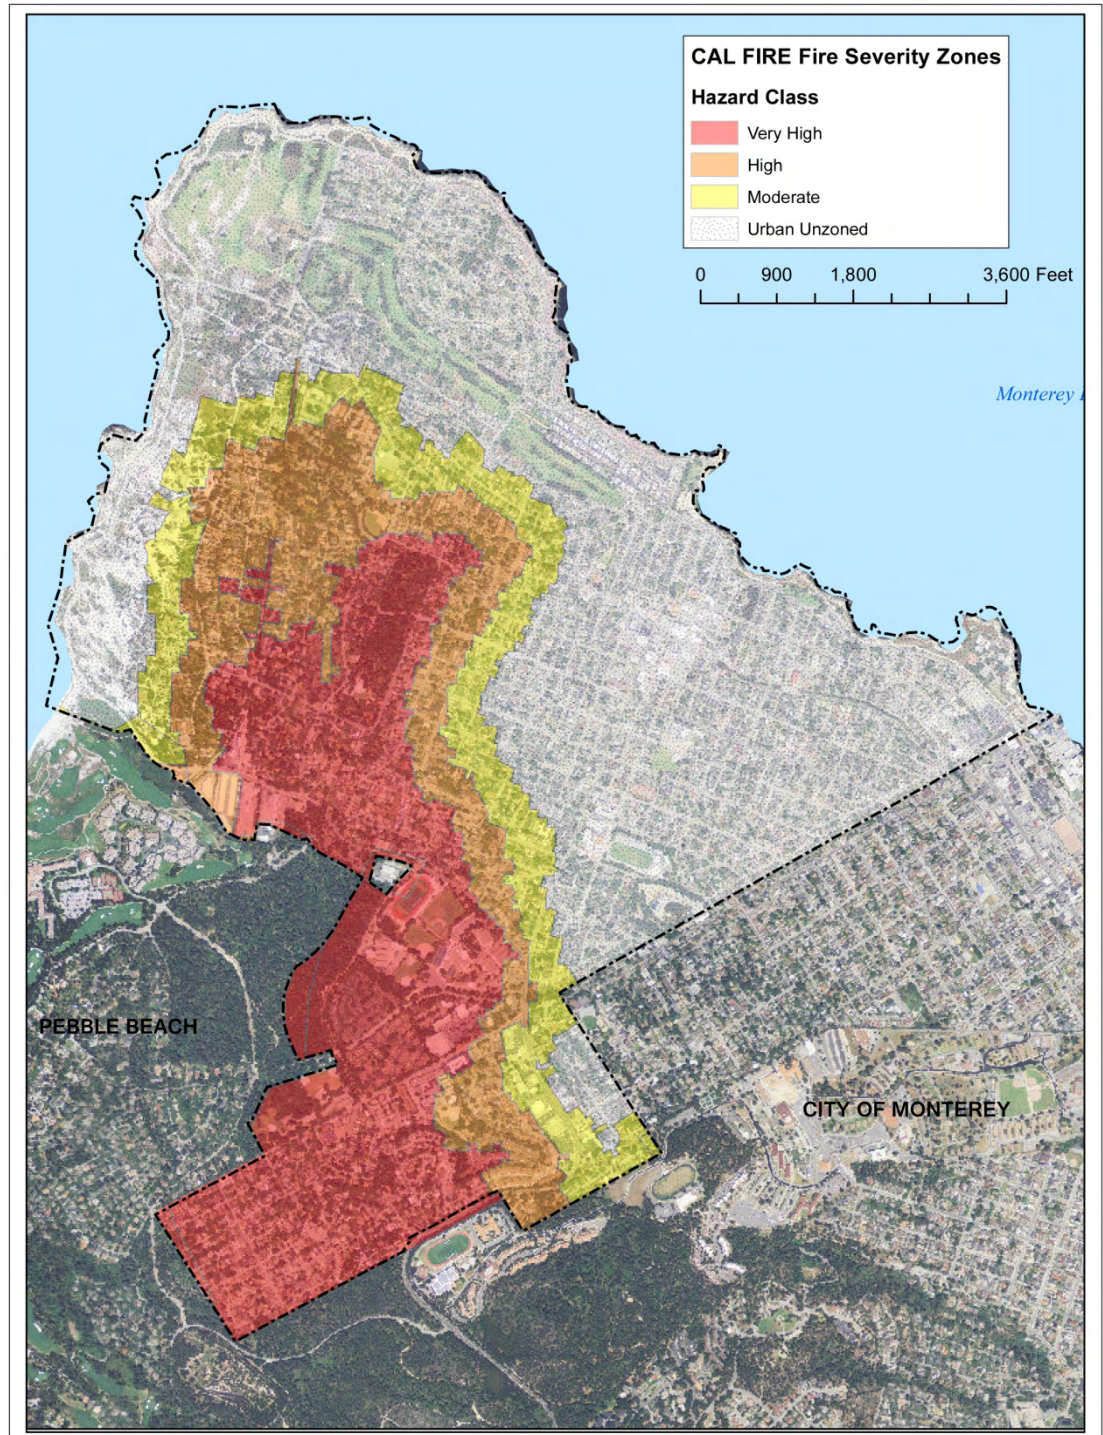 CAL FIRE Fire Severity Zones
Hazard Class
Very High
High
Moderate
Urban Unzoned
0 900 1,800 3,600 Feet
Monterey
PEBBLE BEACH
CITY OF MONTEREY